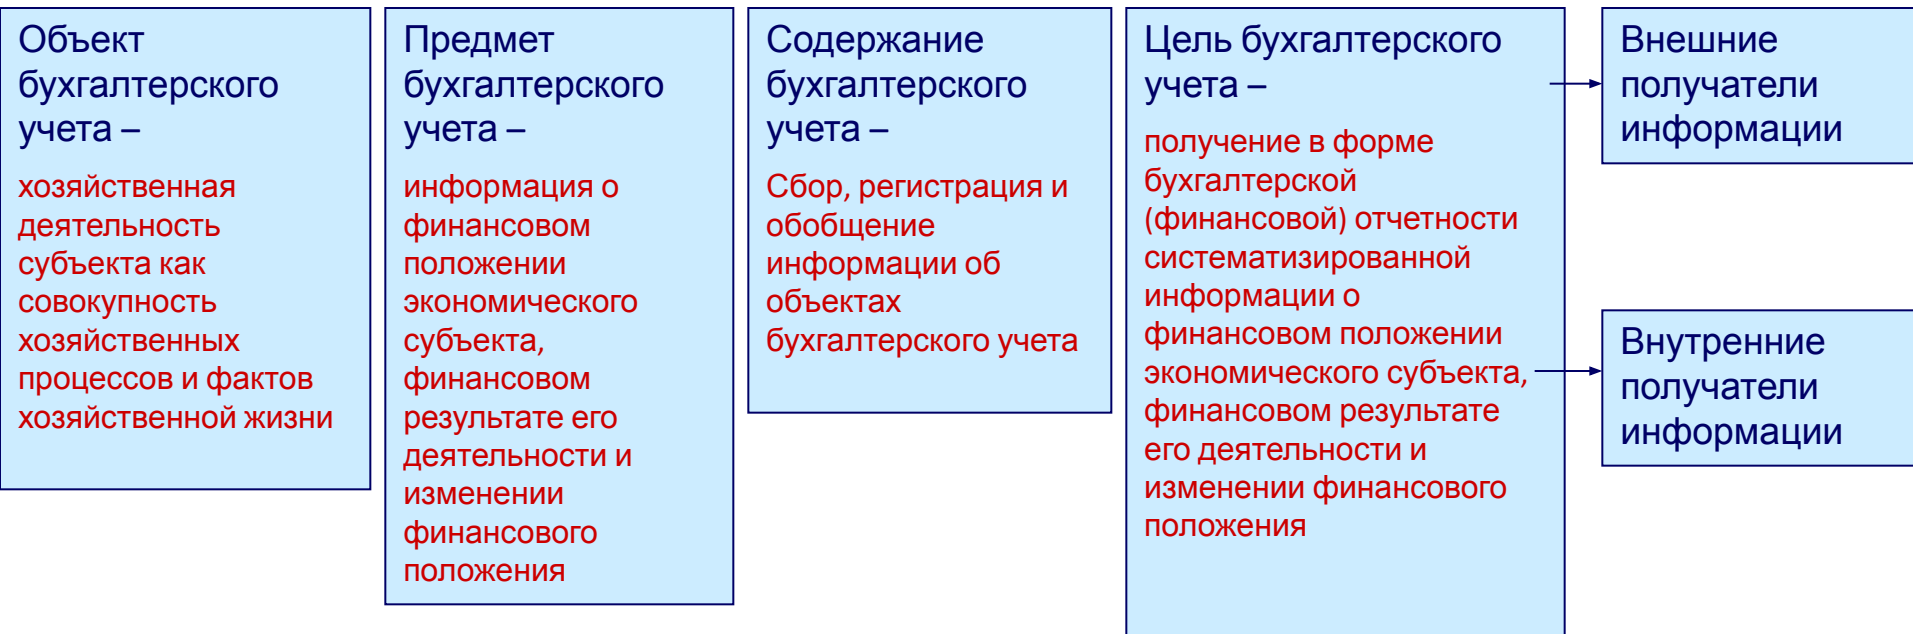 Объект
бухгалтерского
учета –
хозяйственная
деятельность
субъекта как
совокупность
хозяйственных
процессов и фактов
хозяйственной жизни
Предмет
бухгалтерского
учета –
информация о
финансовом
положении
экономического
субъекта,
финансовом
результате его
деятельности и
изменении
финансового
положения
Содержание
бухгалтерского
учета –
Сбор, регистрация и
обобщение
информации об
объектах
бухгалтерского учета
Цель бухгалтерского
учета –
получение в форме
бухгалтерской
(финансовой) отчетности
систематизированной
информации о
финансовом положении
экономического субъекта,
финансовом результате
его деятельности и
изменении финансового
положения
Внешние
получатели
информации
Внутренние
получатели
информации